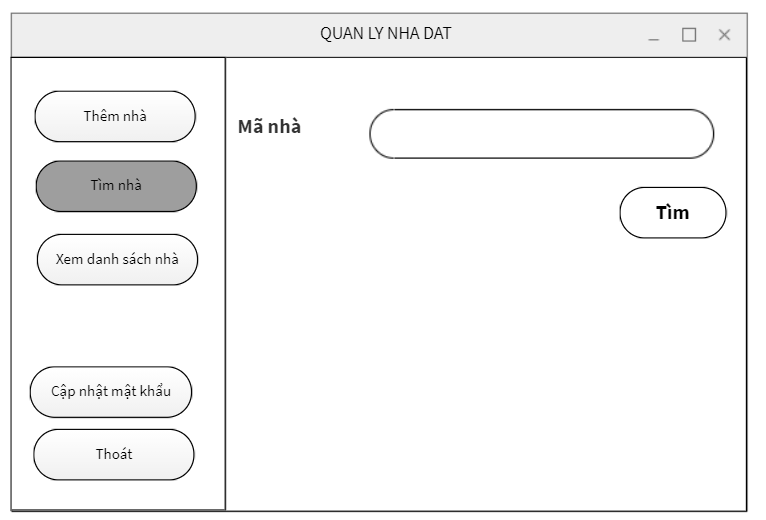 QUAN LY NHA DAT
Thêm nhà
Tìm nhà
Xem danh sách nhà
Cập nhật mật khẩu
Thoát
Mã nhà
Tìm